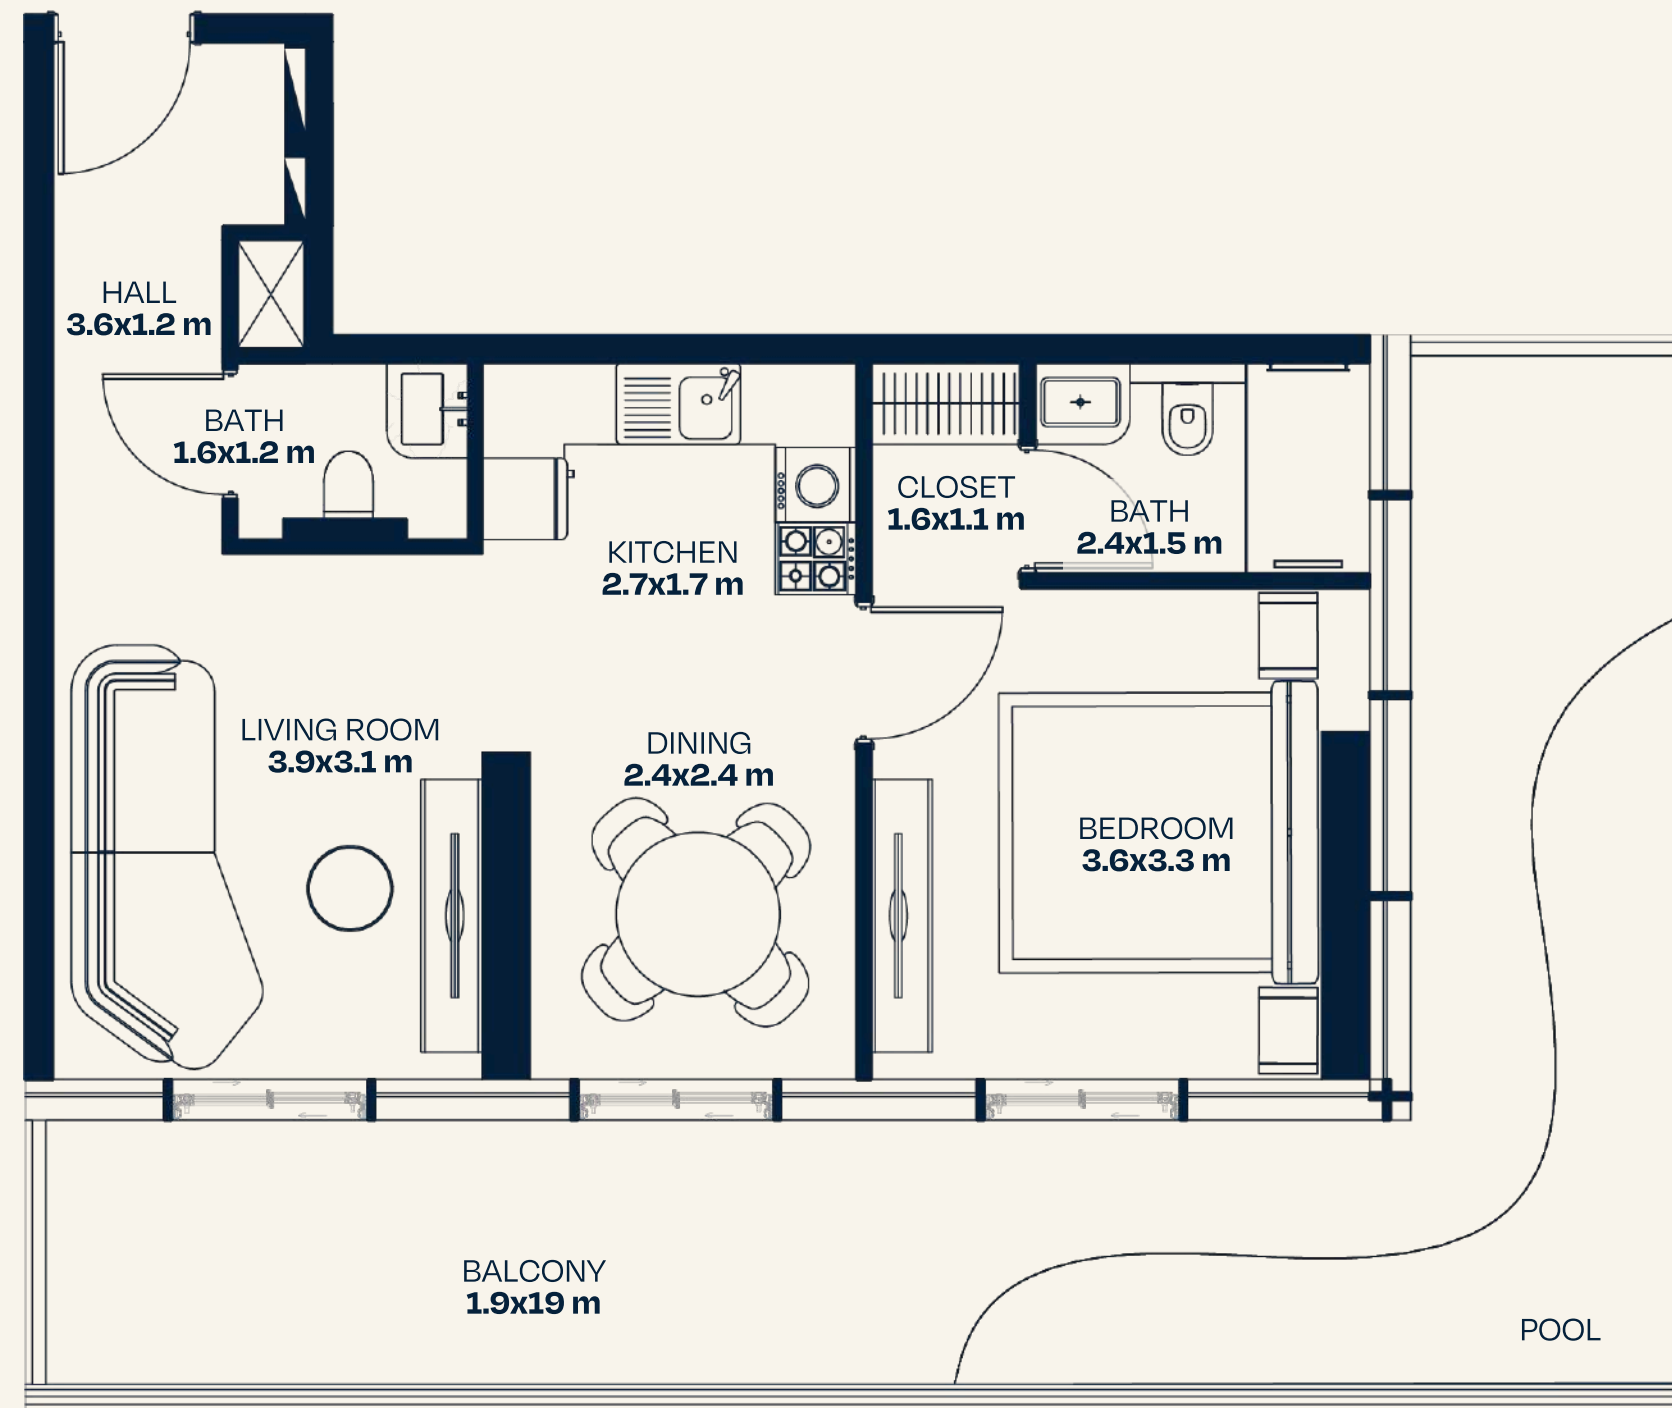 HALL
3.6x1.2 m
BATH
1.6x1.2 m
KITCHEN
2.7x1.7 m
CLOSET
1.6x1.1 m
BATH
2.4x1.5 m
LIVING ROOM
3.9x3.1 m
DINING
2.4x2.4 m
BEDROOM
3.6x3.3 m
BALCONY
1.9x19 m
POOL